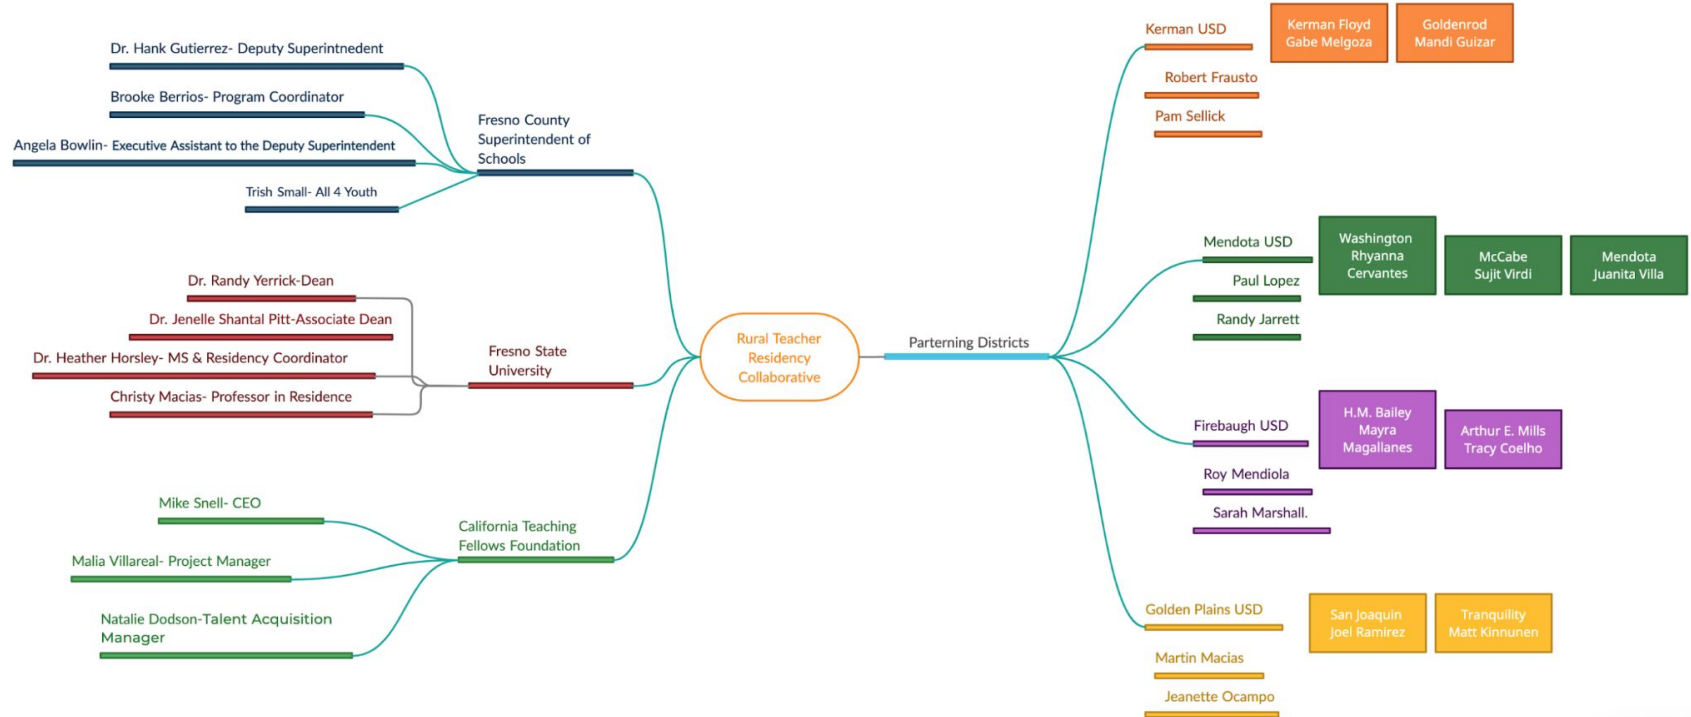 Dr. Hank Gutierrez- Deputy Superintnedent
Brooke Berrios- Program Coordinator
Angela Bowlin- Executive Assistant to the Deputy Superintendent
Trish Small- All 4 Youth
Fresno County
Superintendent of
Schools
Dr. Randy Yerrick-Dean
Dr. Jenelle Shantal Pitt-Associate Dean
Dr. Heather Horsley- MS & Residency Coordinator
Christy Macias- Professor in Residence
Fresno State
University
Mike Snell- CEO
Malia Villareal- Project Manager
Natalie Dodson-Talent Acquisition
Manager
California Teaching
Fellows Foundation
Rural Teacher
Residency
Collaborative
Parterning Districts
Kerman USD
Robert Frausto
Pam Sellick
Kerman Floyd
Gabe Melgoza
Goldenrod
Mandi Guizar
Mendota USD
Paul Lopez
Randy Jarrett
Washington
Rhyanna
Cervantes
McCabe
Sujit Virdi
Mendota
Juanita Villa
Firebaugh USD
Roy Mendiola
Sarah Marshall.
H.M. Bailey
Mayra
Magallanes
Arthur E. Mills
Tracy Coelho
Golden Plains USD
Martin Macias
Jeanette Ocampo
San Joaquin
Joel Ramirez
Tranquility
Matt Kinnunen